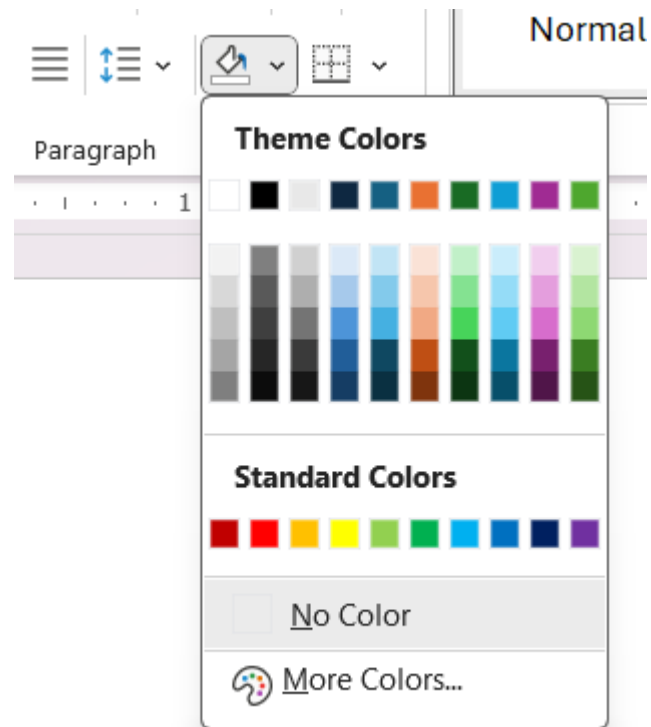 Normal
Paragraph
1
Theme Colors
Standard Colors
No Color
More Colors...